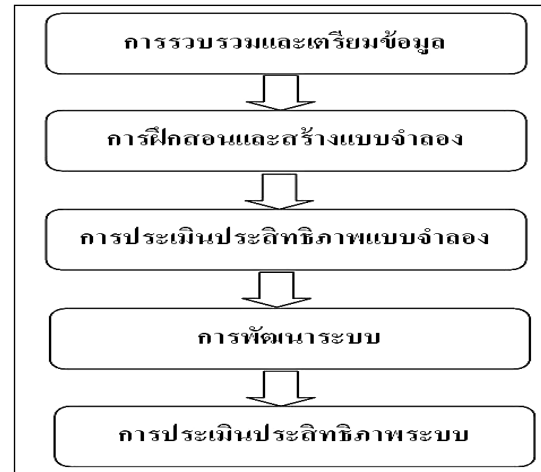 การรวบรวมและเตรียมข้อมูล
การฝึกสอนและสร้างแบบจำลอง
การประเมินประสิทธิภาพแบบจำลอง
การพัฒนาระบบ
การประเมินประสิทธิภาพระบบ